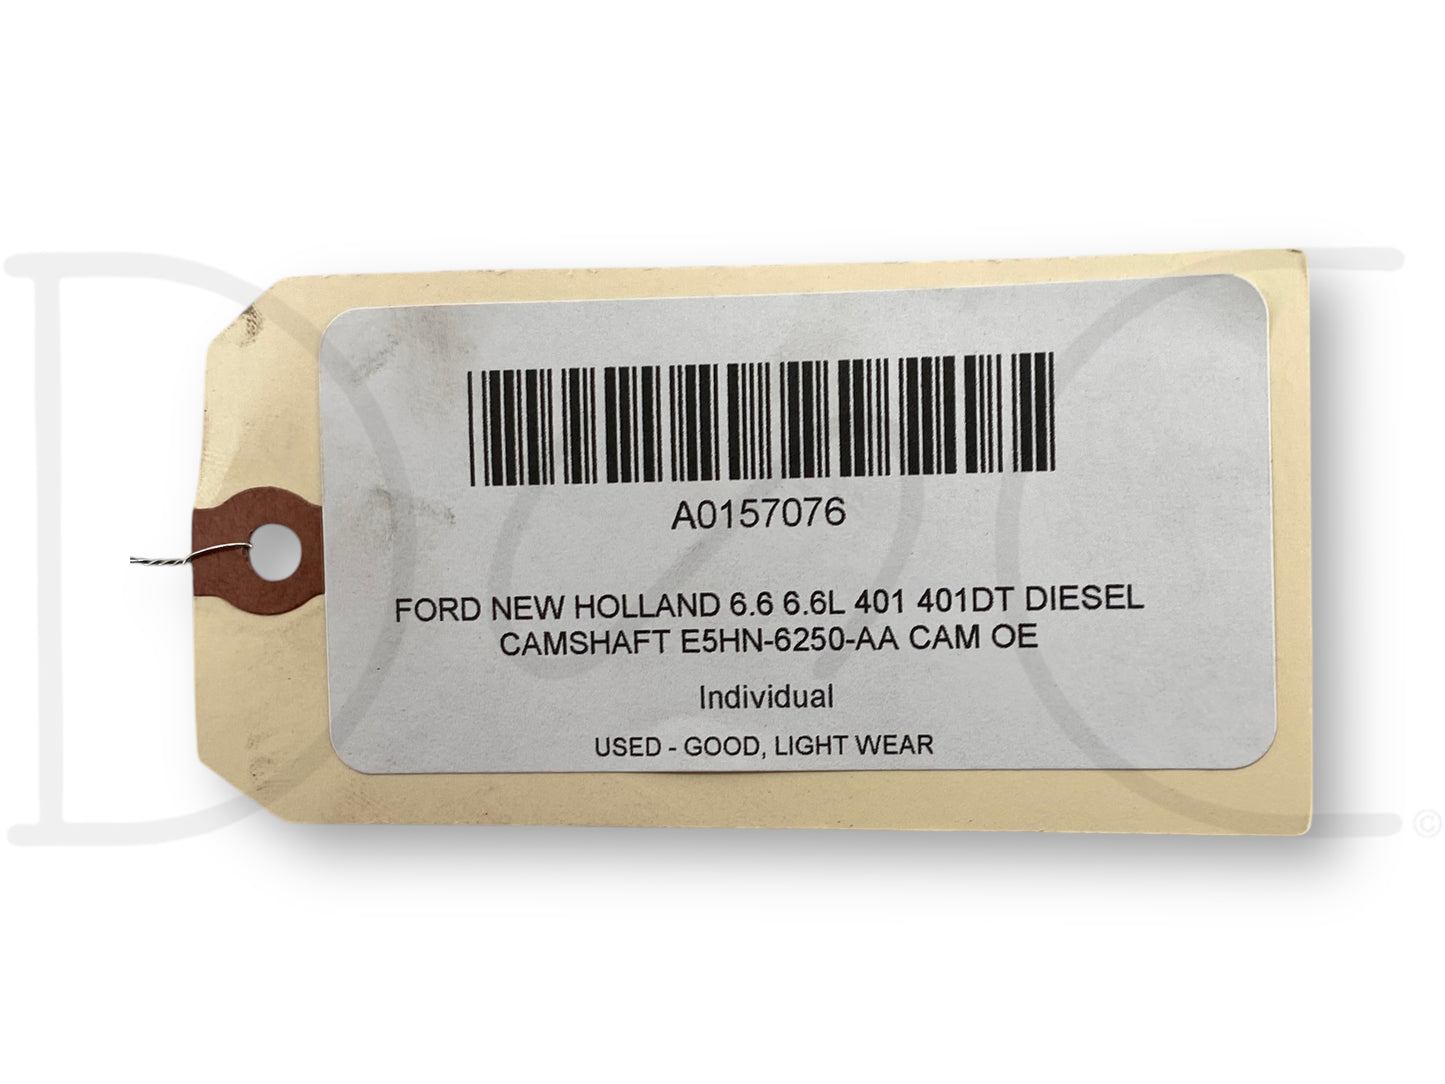 A0157076
FORD NEW HOLLAND 6.6 6.6L 401 401DT DIESEL
CAMSHAFT E5HN-6250-AA CAM OE
Individual
USED - GOOD, LIGHT WEAR
©